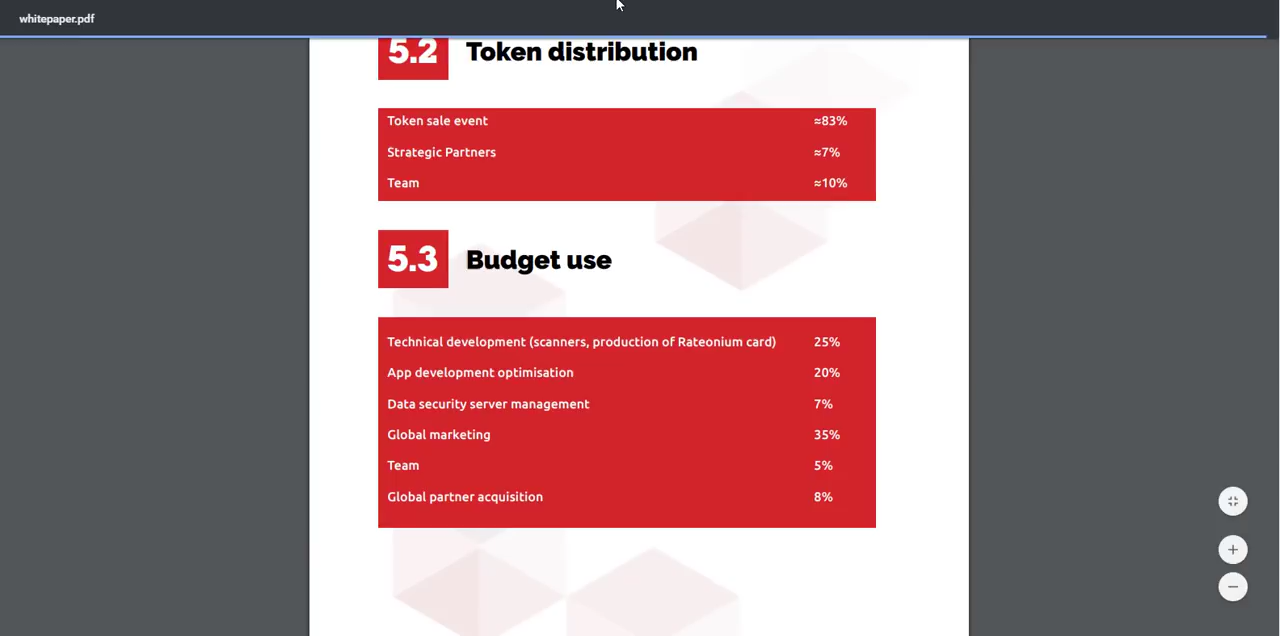 whitepaper.pdf
5.2 Token distribution
Token sale event ≈83%
Strategic Partners ≈7%
Team ≈10%
5.3 Budget use
Technical development (scanners, production of Rateonium card) 25%
App development optimisation 20%
Data security server management 7%
Global marketing 35%
Team 5%
Global partner acquisition 8%